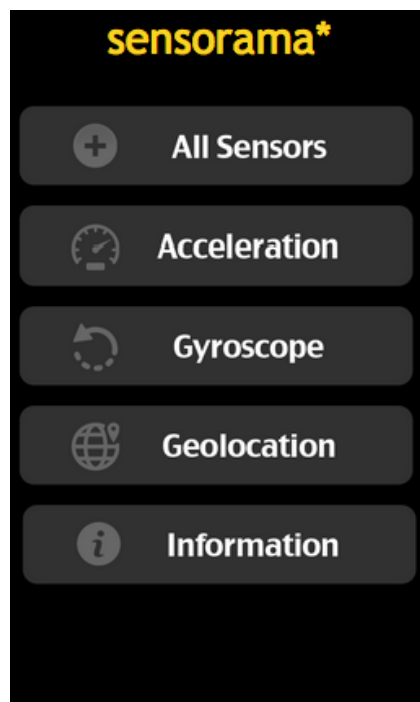 sensorama*
All Sensors
Acceleration
Gyroscope
Geolocation
Information